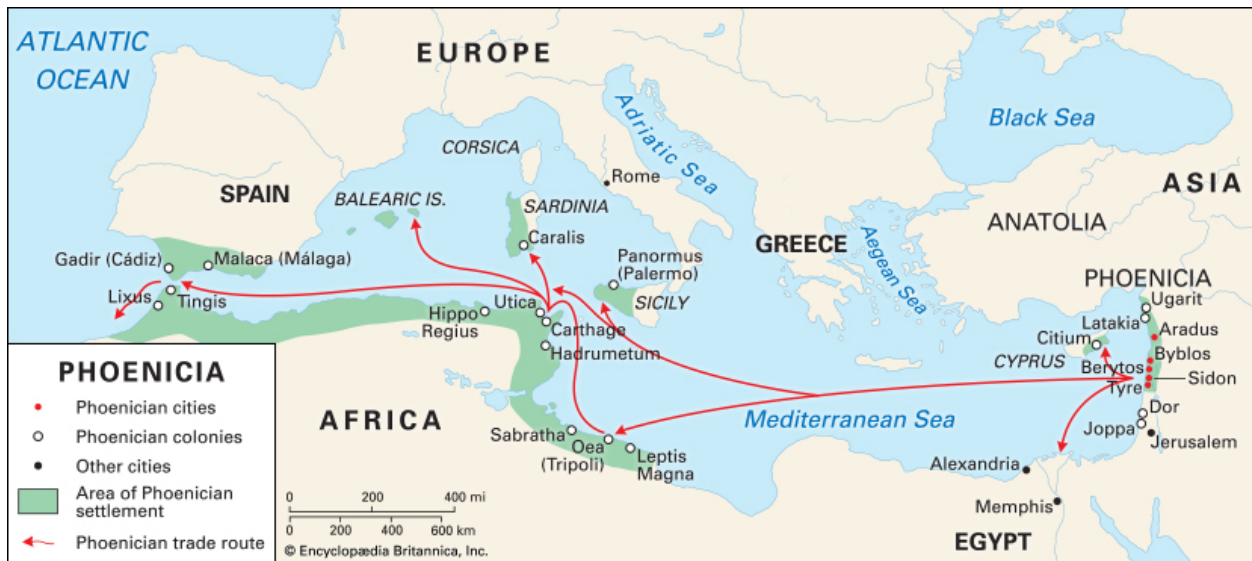 ATLANTIC
OCEAN
EUROPE
Adriatic Sea
Black Sea
CORSICA
Rome
ASIA
SPAIN
BALEARIC IS.
SARDINIA
ANATOLIA
Caralis
GREECE
Aegean Sea
Gadir (Cádiz)
Malaca (Málaga)
Panormus
(Palermo)
SICILY
PHOENICIA
Lixus
Tingis
Utica
Hippo
Regius
Carthage
Hadrumetum
Ugarit
Latakia
Aradus
Citium
CYPRUS
Byblos
Berytos
Sidon
Tyre
AFRICA
Mediterranean Sea
Dor
Joppa
Jerusalem
Sabratha
Oea
(Tripoli)
Leptis
Magna
Alexandria
Memphis
EGYPT
PHOENICIA
Phoenician cities
Phoenician colonies
Other cities
Area of Phoenician
settlement
Phoenician trade route
0 200 400 mi
0 200 400 600 km
© Encyclopædia Britannica, Inc.